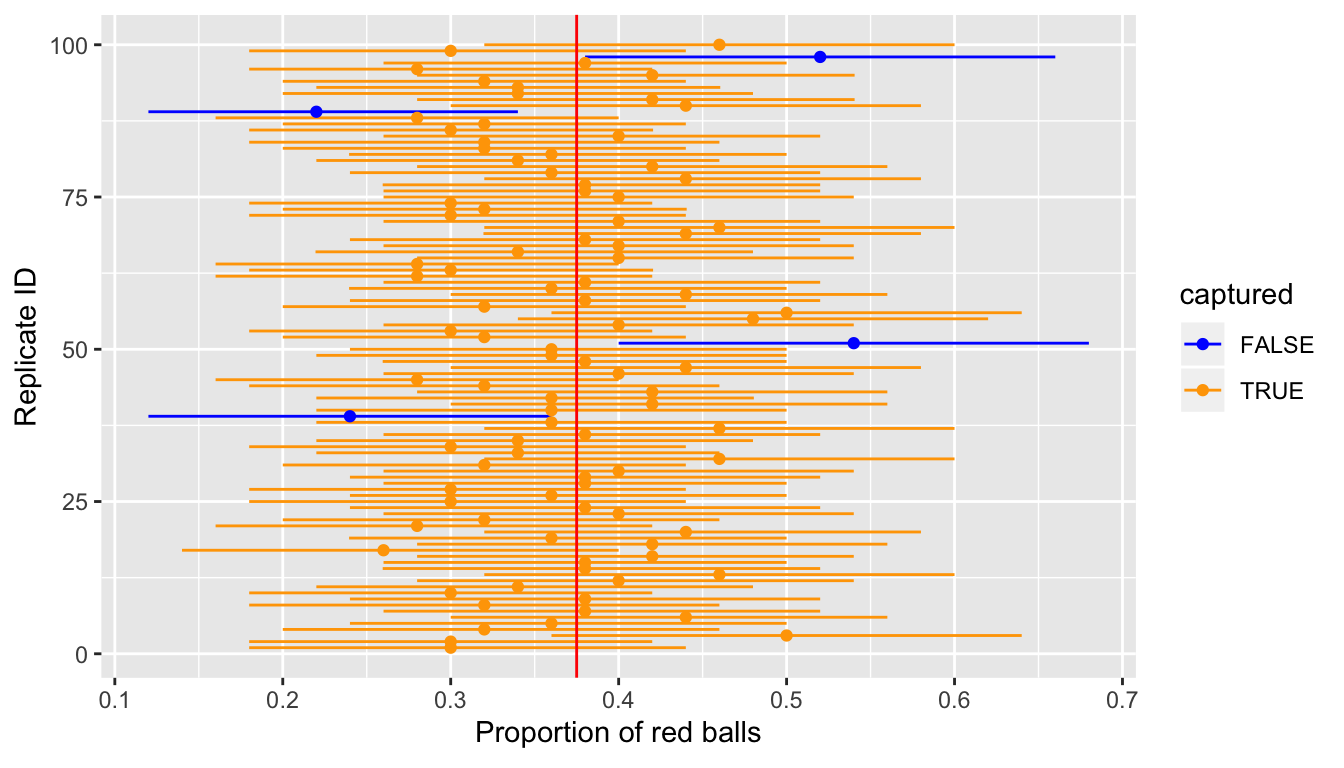 100
75
50
25
0
Replicate ID
0.1 0.2 0.3 0.4 0.5 0.6 0.7
Proportion of red balls
captured
FALSE
TRUE